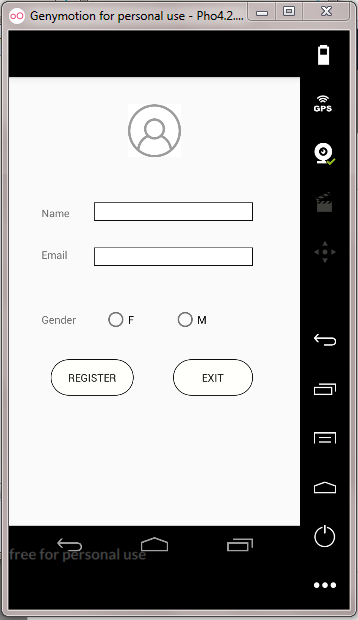 Genymotion for personal use - Pho4.2...
GPS
Name
Email
Gender F M
REGISTER EXIT
free for personal use